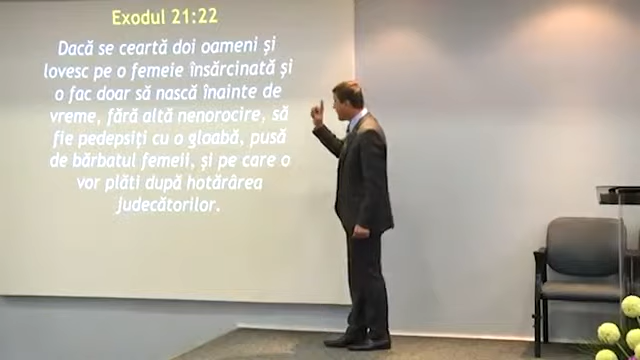 Exodul 21:22
Dacă se ceartă doi oameni și
lovesc pe o femeie însărcinată și
o fac doar să nască înainte de
vreme, fără altă nenorocire, să
fie pedepsiți cu o gloabă, pusă
de bărbatul femeii, și pe care o
vor plăti după hotărârea
judecătorilor.